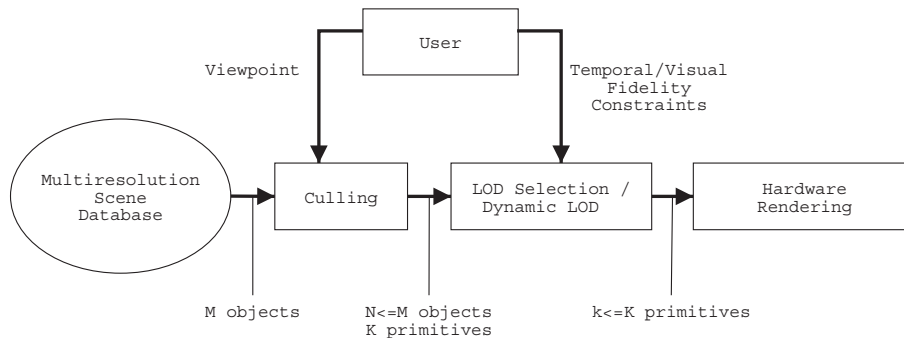 User
Viewpoint
Temporal/Visual
Fidelity
Constraints
Multiresolution
Scene
Database
Culling
LOD Selection /
Dynamic LOD
Hardware
Rendering
M objects
N<=M objects
K primitives
k<=K primitives